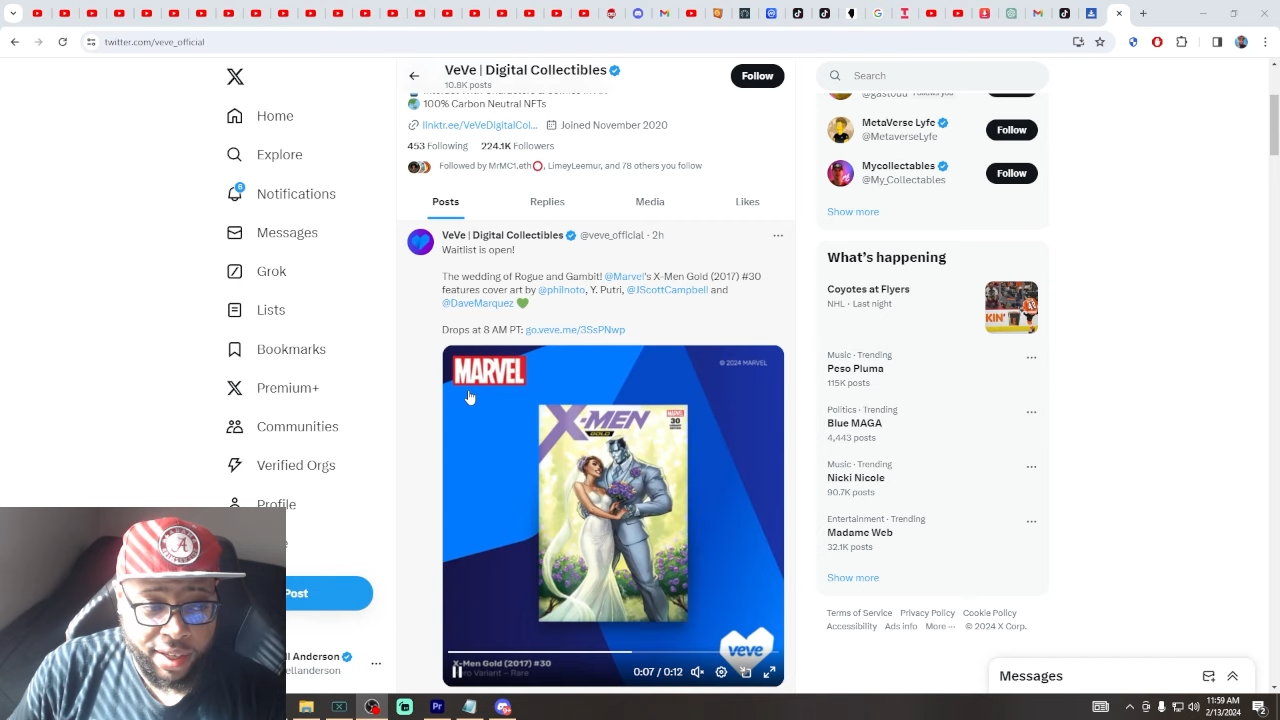 twitter.com/veve_official
VeVe | Digital Collectibles
10.8K posts
Follow
Search
100% Carbon Neutral NFTs
linktr.ee/VeVeDigitalCol... Joined November 2020
453 Following 224.1K Followers
Followed by MrMC1.eth⭕, LimeyLeemur, and 78 others you follow
Posts Replies Media Likes
Home
Explore
6
Notifications
Messages
Grok
Lists
Bookmarks
Premium+
Communities
Verified Orgs
Profile
Post
VeVe | Digital Collectibles @veve_official · 2h
Waitlist is open!
The wedding of Rogue and Gambit! @Marvel's X-Men Gold (2017) #30
features cover art by @philnoto, Y. Putri, @JScottCampbell and
@DaveMarquez 💚
Drops at 8 AM PT: go.veve.me/3SsPNwp
MARVEL
© 2024 MARVEL
X-MEN
GOLD
MARVEL
30
veve
X-Men Gold (2017) #30
Variant – Rare
0:07 / 0:12
Follows you
MetaVerse Lyfe
@MetaverseLyfe
Follow
Mycollectables
@My_Collectables
Follow
Show more
What's happening
Coyotes at Flyers
NHL · Last night
Music · Trending
Peso Pluma
115K posts
Politics · Trending
Blue MAGA
4,443 posts
Music · Trending
Nicki Nicole
90.7K posts
Entertainment · Trending
Madame Web
32.1K posts
Show more
Terms of Service Privacy Policy Cookie Policy
Accessibility Ads info More ··· © 2024 X Corp.
Messages
Anderson
11:59 AM
2/13/2024